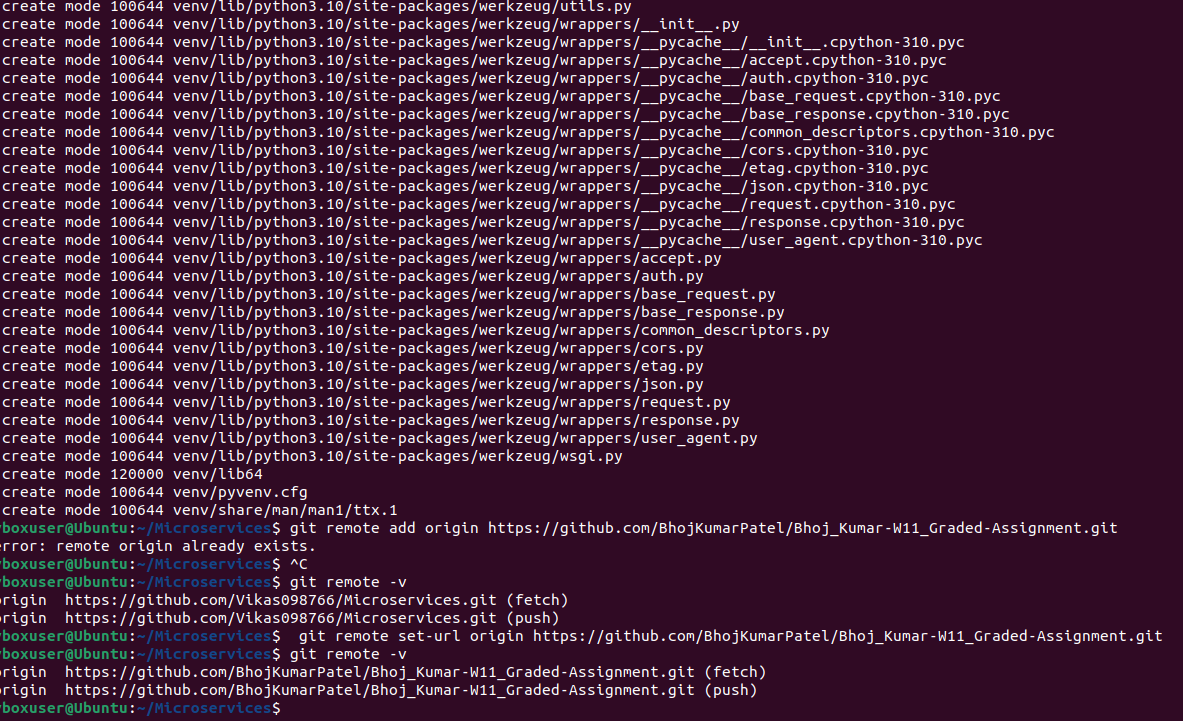 create mode 100644 venv/lib/python3.10/site-packages/werkzeug/utils.py
create mode 100644 venv/lib/python3.10/site-packages/werkzeug/wrappers/__init__.py
create mode 100644 venv/lib/python3.10/site-packages/werkzeug/wrappers/__pycache__/__init__.cpython-310.pyc
create mode 100644 venv/lib/python3.10/site-packages/werkzeug/wrappers/__pycache__/accept.cpython-310.pyc
create mode 100644 venv/lib/python3.10/site-packages/werkzeug/wrappers/__pycache__/auth.cpython-310.pyc
create mode 100644 venv/lib/python3.10/site-packages/werkzeug/wrappers/__pycache__/base_request.cpython-310.pyc
create mode 100644 venv/lib/python3.10/site-packages/werkzeug/wrappers/__pycache__/base_response.cpython-310.pyc
create mode 100644 venv/lib/python3.10/site-packages/werkzeug/wrappers/__pycache__/common_descriptors.cpython-310.pyc
create mode 100644 venv/lib/python3.10/site-packages/werkzeug/wrappers/__pycache__/cors.cpython-310.pyc
create mode 100644 venv/lib/python3.10/site-packages/werkzeug/wrappers/__pycache__/etag.cpython-310.pyc
create mode 100644 venv/lib/python3.10/site-packages/werkzeug/wrappers/__pycache__/json.cpython-310.pyc
create mode 100644 venv/lib/python3.10/site-packages/werkzeug/wrappers/__pycache__/request.cpython-310.pyc
create mode 100644 venv/lib/python3.10/site-packages/werkzeug/wrappers/__pycache__/response.cpython-310.pyc
create mode 100644 venv/lib/python3.10/site-packages/werkzeug/wrappers/__pycache__/user_agent.cpython-310.pyc
create mode 100644 venv/lib/python3.10/site-packages/werkzeug/wrappers/accept.py
create mode 100644 venv/lib/python3.10/site-packages/werkzeug/wrappers/auth.py
create mode 100644 venv/lib/python3.10/site-packages/werkzeug/wrappers/base_request.py
create mode 100644 venv/lib/python3.10/site-packages/werkzeug/wrappers/base_response.py
create mode 100644 venv/lib/python3.10/site-packages/werkzeug/wrappers/common_descriptors.py
create mode 100644 venv/lib/python3.10/site-packages/werkzeug/wrappers/cors.py
create mode 100644 venv/lib/python3.10/site-packages/werkzeug/wrappers/etag.py
create mode 100644 venv/lib/python3.10/site-packages/werkzeug/wrappers/json.py
create mode 100644 venv/lib/python3.10/site-packages/werkzeug/wrappers/request.py
create mode 100644 venv/lib/python3.10/site-packages/werkzeug/wrappers/response.py
create mode 100644 venv/lib/python3.10/site-packages/werkzeug/wrappers/user_agent.py
create mode 100644 venv/lib/python3.10/site-packages/werkzeug/wsgi.py
create mode 120000 venv/lib64
create mode 100644 venv/pyvenv.cfg
create mode 100644 venv/share/man/man1/ttx.1
vboxuser@Ubuntu:~/Microservices$ git remote add origin https://github.com/BhojKumarPatel/Bhoj_Kumar-W11_Graded-Assignment.git
error: remote origin already exists.
vboxuser@Ubuntu:~/Microservices$ ^C
vboxuser@Ubuntu:~/Microservices$ git remote -v
origin  https://github.com/Vikas098766/Microservices.git (fetch)
origin  https://github.com/Vikas098766/Microservices.git (push)
vboxuser@Ubuntu:~/Microservices$  git remote set-url origin https://github.com/BhojKumarPatel/Bhoj_Kumar-W11_Graded-Assignment.git
vboxuser@Ubuntu:~/Microservices$ git remote -v
origin  https://github.com/BhojKumarPatel/Bhoj_Kumar-W11_Graded-Assignment.git (fetch)
origin  https://github.com/BhojKumarPatel/Bhoj_Kumar-W11_Graded-Assignment.git (push)
vboxuser@Ubuntu:~/Microservices$